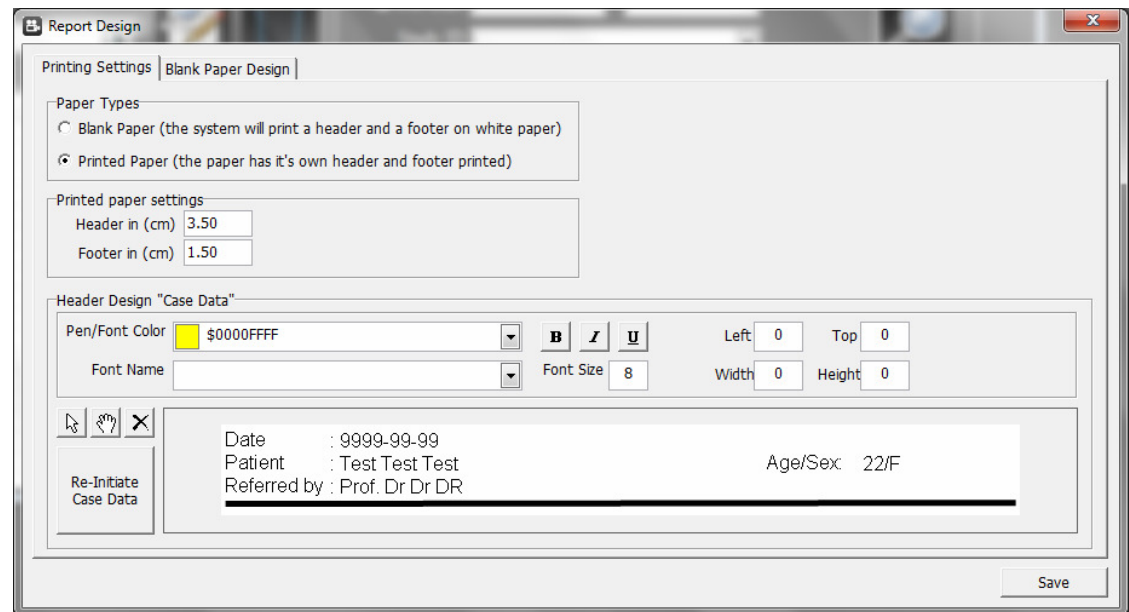 Report Design
Printing Settings Blank Paper Design
Paper Types
Blank Paper (the system will print a header and a footer on white paper)
Printed Paper (the paper has it's own header and footer printed)
Printed paper settings
Header in (cm) 3.50
Footer in (cm) 1.50
Header Design "Case Data"
Pen/Font Color $0000FFFF B I U Left 0 Top 0
Font Name Font Size 8 Width 0 Height 0
Date : 9999-99-99
Patient : Test Test Test Age/Sex: 22/F
Referred by : Prof. Dr Dr DR
Re-Initiate
Case Data
Save